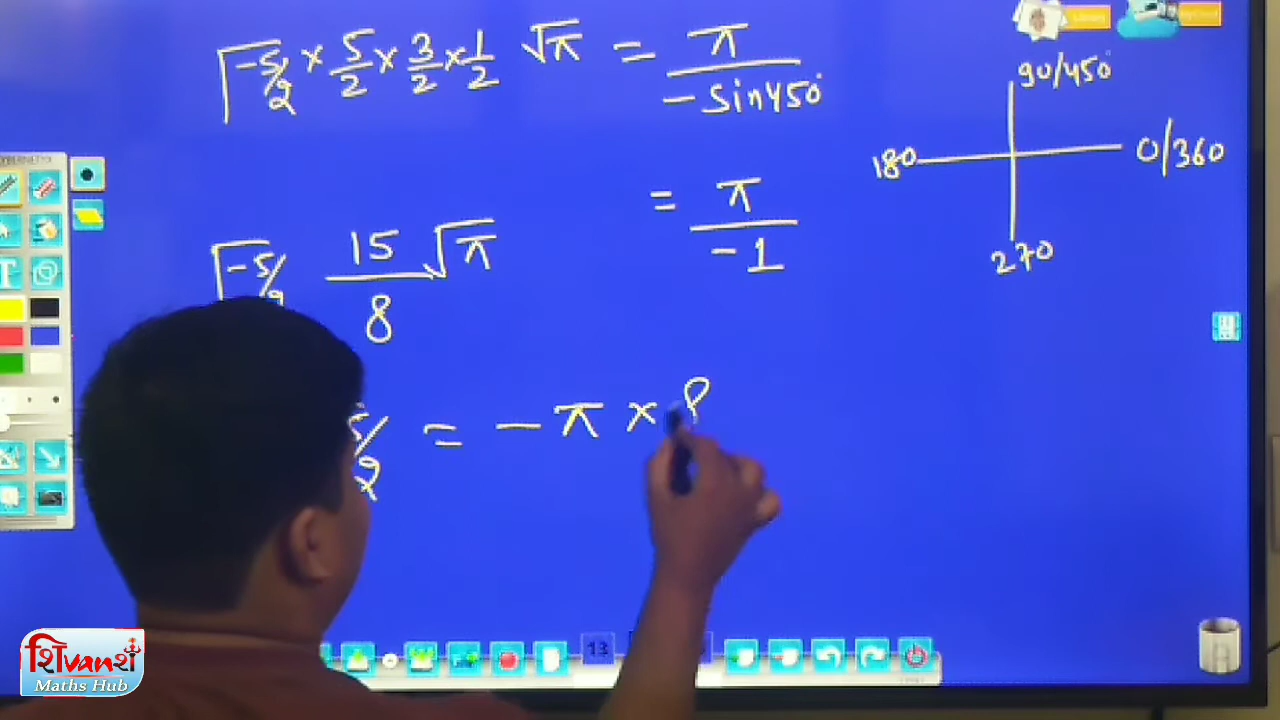 Γ-5/2 × 5/2 × 3/2 × 1/2 √π = π/-sin450°
= π/-1
Γ-5/2 15/8 √π
5/2 = -π × 8
90/450°
180 0/360
270
13
शिvanशी
Maths Hub